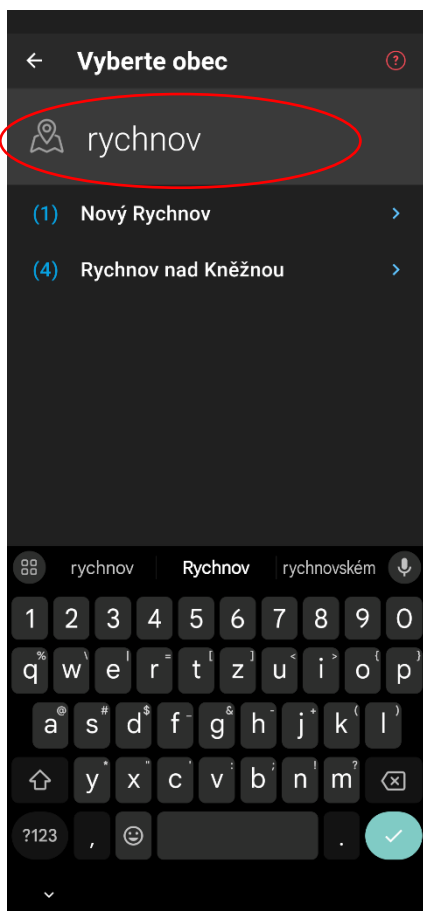 Vyberte obec ?
rychnov
(1) Nový Rychnov
(4) Rychnov nad Kněžnou
rychnov Rychnov rychnovském
1 2 3 4 5 6 7 8 9 0
q % w ` e | r = t [ z ] u < i > o { p }
a @ s # d $ f - g & h - j + k ( l )
y * x " c ' v : b ; n ! m ?
?123 , .